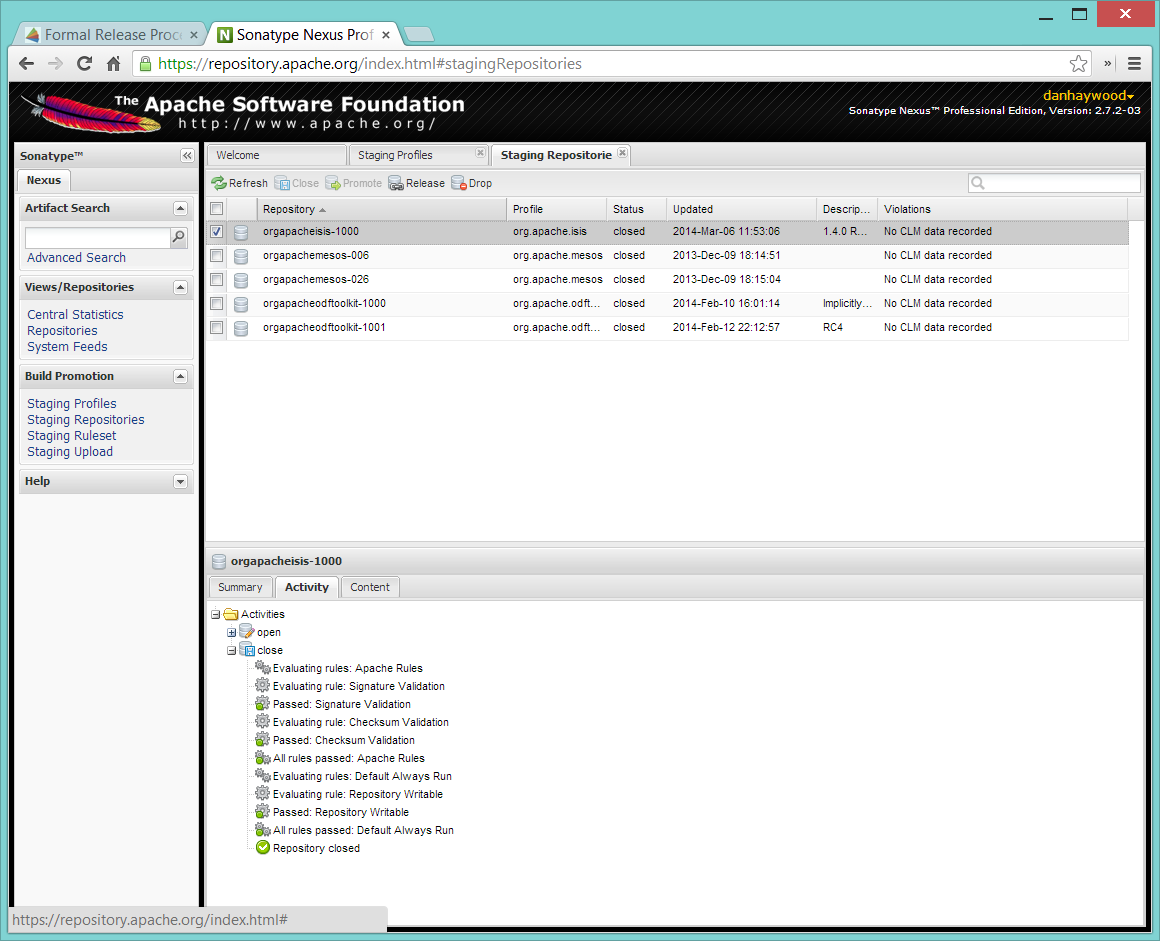 Formal Release Proc
Sonatype Nexus Prof
https://repository.apache.org/index.html#stagingRepositories
The Apache Software Foundation
http://www.apache.org/
danhaywood
Sonatype Nexus™ Professional Edition, Version: 2.7.2-03
Sonatype™
Nexus
Artifact Search
Advanced Search
Views/Repositories
Central Statistics
Repositories
System Feeds
Build Promotion
Staging Profiles
Staging Repositories
Staging Ruleset
Staging Upload
Help
Welcome Staging Profiles Staging Repositorie
Refresh Close Promote Release Drop
Repository Profile Status Updated Descrip... Violations
orgapacheisis-1000 org.apache.isis closed 2014-Mar-06 11:53:06 1.4.0 R... No CLM data recorded
orgapachemesos-006 org.apache.mesos closed 2013-Dec-09 18:14:51 No CLM data recorded
orgapachemesos-026 org.apache.mesos closed 2013-Dec-09 18:15:04 No CLM data recorded
orgapacheodftoolkit-1000 org.apache.odft... closed 2014-Feb-10 16:01:14 Implicitly... No CLM data recorded
orgapacheodftoolkit-1001 org.apache.odft... closed 2014-Feb-12 22:12:57 RC4 No CLM data recorded
orgapacheisis-1000
Summary Activity Content
Activities
open
close
Evaluating rules: Apache Rules
Evaluating rule: Signature Validation
Passed: Signature Validation
Evaluating rule: Checksum Validation
Passed: Checksum Validation
All rules passed: Apache Rules
Evaluating rules: Default Always Run
Evaluating rule: Repository Writable
Passed: Repository Writable
All rules passed: Default Always Run
Repository closed
https://repository.apache.org/index.html#